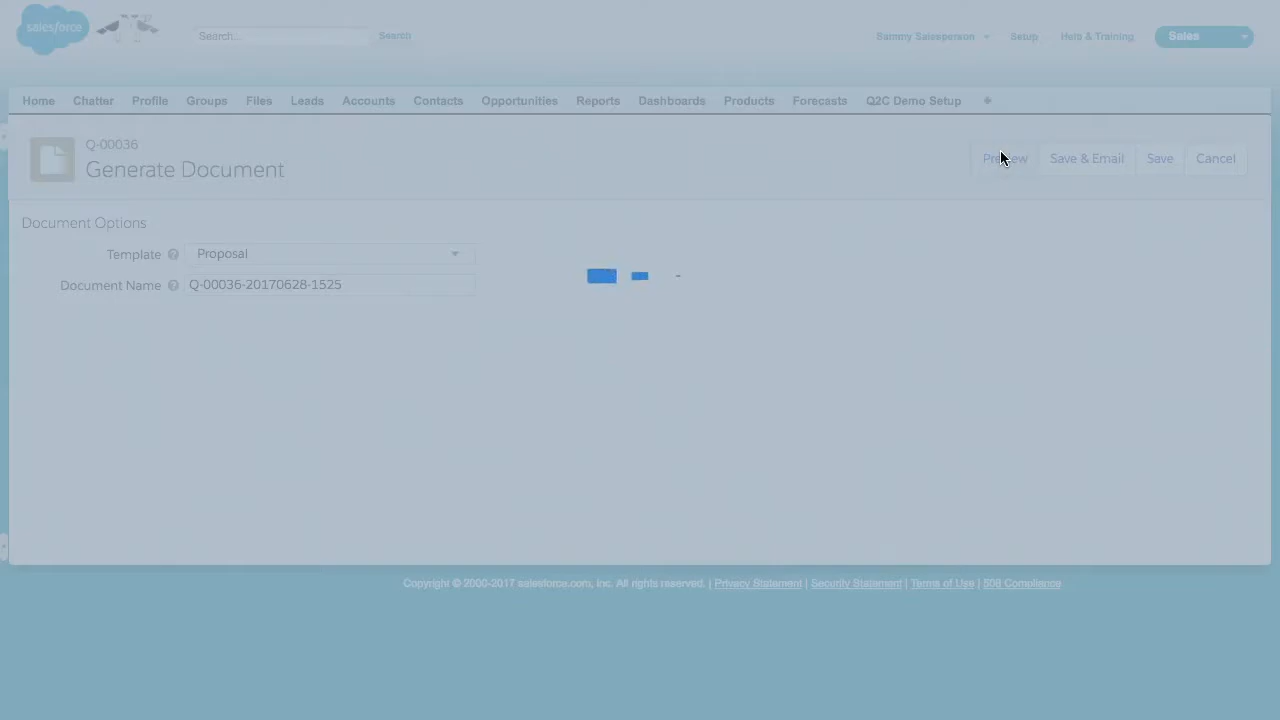 salesforce
Search...
Search
Sammy Salesperson
Setup
Help & Training
Sales
Home Chatter Profile Groups Files Leads Accounts Contacts Opportunities Reports Dashboards Products Forecasts Q2C Demo Setup +
Q-00036
Generate Document
Preview Save & Email Save Cancel
Document Options
Template ? Proposal
Document Name ? Q-00036-20170628-1525
Copyright © 2000-2017 salesforce.com, inc. All rights reserved. | Privacy Statement | Security Statement | Terms of Use | 508 Compliance